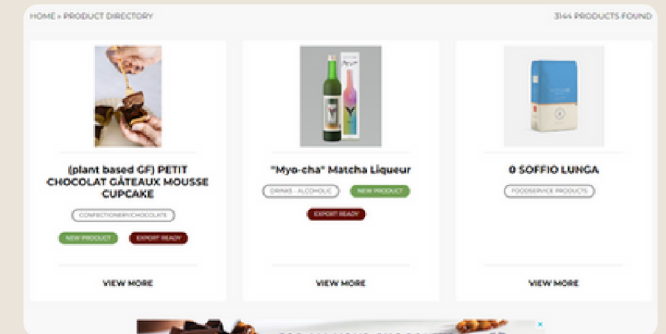 HOME » PRODUCT DIRECTORY
3144 PRODUCTS FOUND
(plant based GF) PETIT
CHOCOLAT GÂTEAUX MOUSSE
CUPCAKE
CONFECTIONERY/CHOCOLATE
NEW PRODUCT
EXPORT READY
VIEW MORE
"Myo-cha" Matcha Liqueur
DRINKS - ALCOHOLIC
NEW PRODUCT
EXPORT READY
VIEW MORE
0 SOFFIO LUNGA
FOODSERVICE PRODUCTS
VIEW MORE